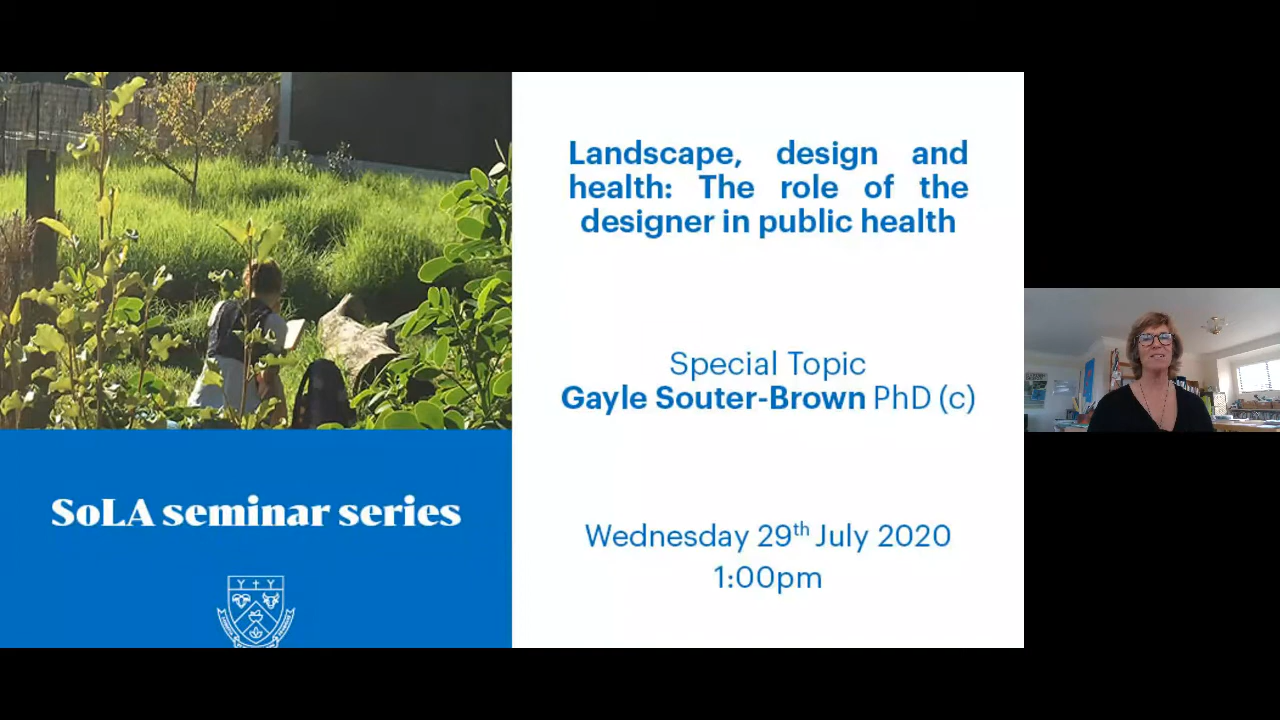 Landscape, design and
health: The role of the
designer in public health
Special Topic
Gayle Souter-Brown PhD (c)
Wednesday 29th July 2020
1:00pm
SoLA seminar series